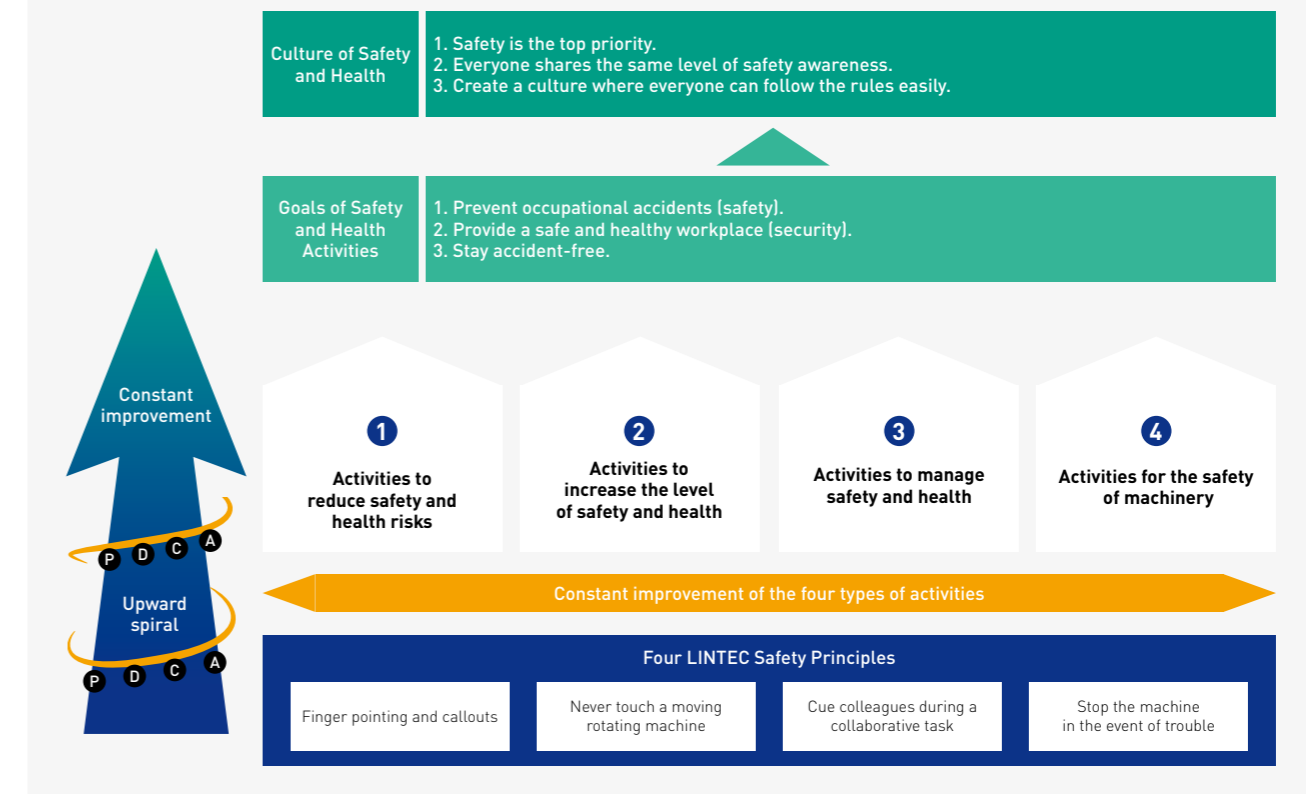 Culture of Safety
and Health
1. Safety is the top priority.
2. Everyone shares the same level of safety awareness.
3. Create a culture where everyone can follow the rules easily.
Goals of Safety
and Health
Activities
1. Prevent occupational accidents (safety).
2. Provide a safe and healthy workplace (security).
3. Stay accident-free.
Constant
improvement
P D C A
Upward
spiral
P D C A
1
Activities to
reduce safety and
health risks
2
Activities to
increase the level
of safety and health
3
Activities to manage
safety and health
4
Activities for the safety
of machinery
Constant improvement of the four types of activities
Four LINTEC Safety Principles
Finger pointing and callouts
Never touch a moving
rotating machine
Cue colleagues during a
collaborative task
Stop the machine
in the event of trouble